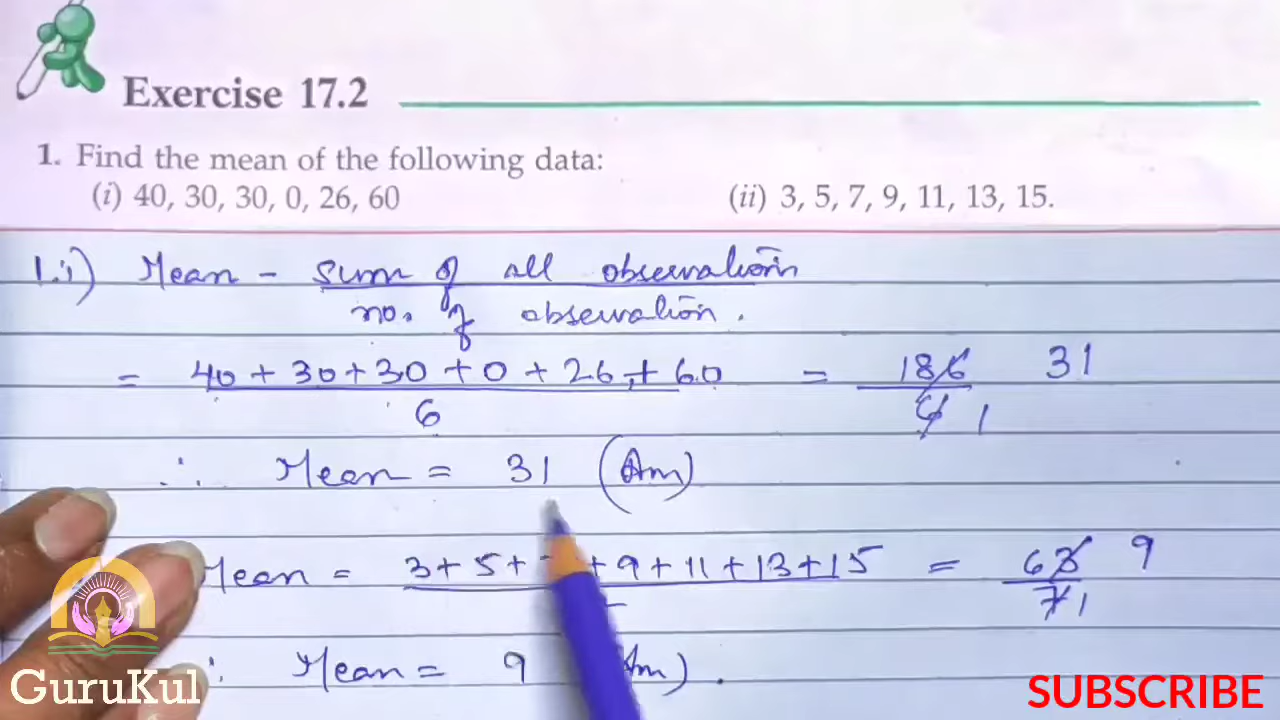 Exercise 17.2
1. Find the mean of the following data:
(i) 40, 30, 30, 0, 26, 60 (ii) 3, 5, 7, 9, 11, 13, 15.
1.i) Mean - sum of all observation
no. of observation.
= 40 + 30 + 30 + 0 + 26 + 60 = 186 31
6 6 1
∴ Mean = 31 (Ans)
Mean = 3 + 5 + + 9 + 11 + 13 + 15 = 63 9
7 1
∴ Mean = 9 Ans).
GuruKul
SUBSCRIBE